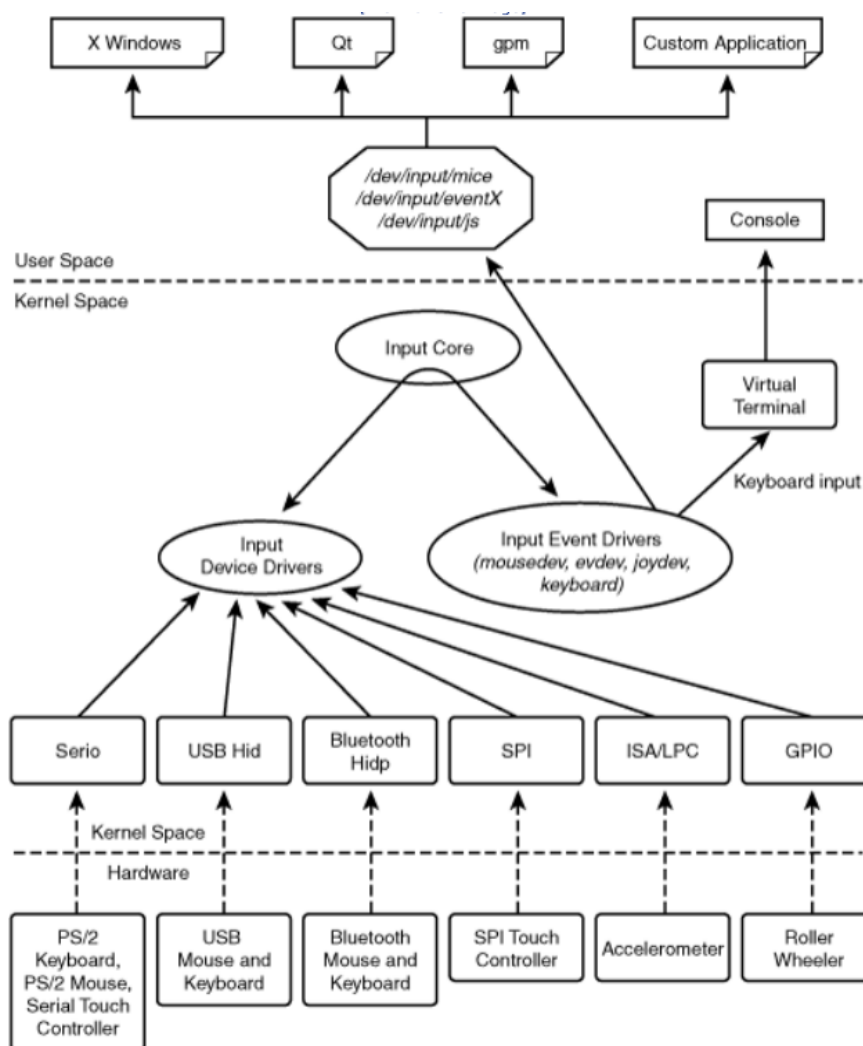 X Windows
Qt
gpm
Custom Application
/dev/input/mice
/dev/input/eventX
/dev/input/js
Console
User Space
Kernel Space
Input Core
Virtual
Terminal
Keyboard input
Input
Device Drivers
Input Event Drivers
(mousedev, evdev, joydev,
keyboard)
Serio
USB Hid
Bluetooth
Hidp
SPI
ISA/LPC
GPIO
Kernel Space
Hardware
PS/2
Keyboard,
PS/2 Mouse,
Serial Touch
Controller
USB
Mouse and
Keyboard
Bluetooth
Mouse and
Keyboard
SPI Touch
Controller
Accelerometer
Roller
Wheeler